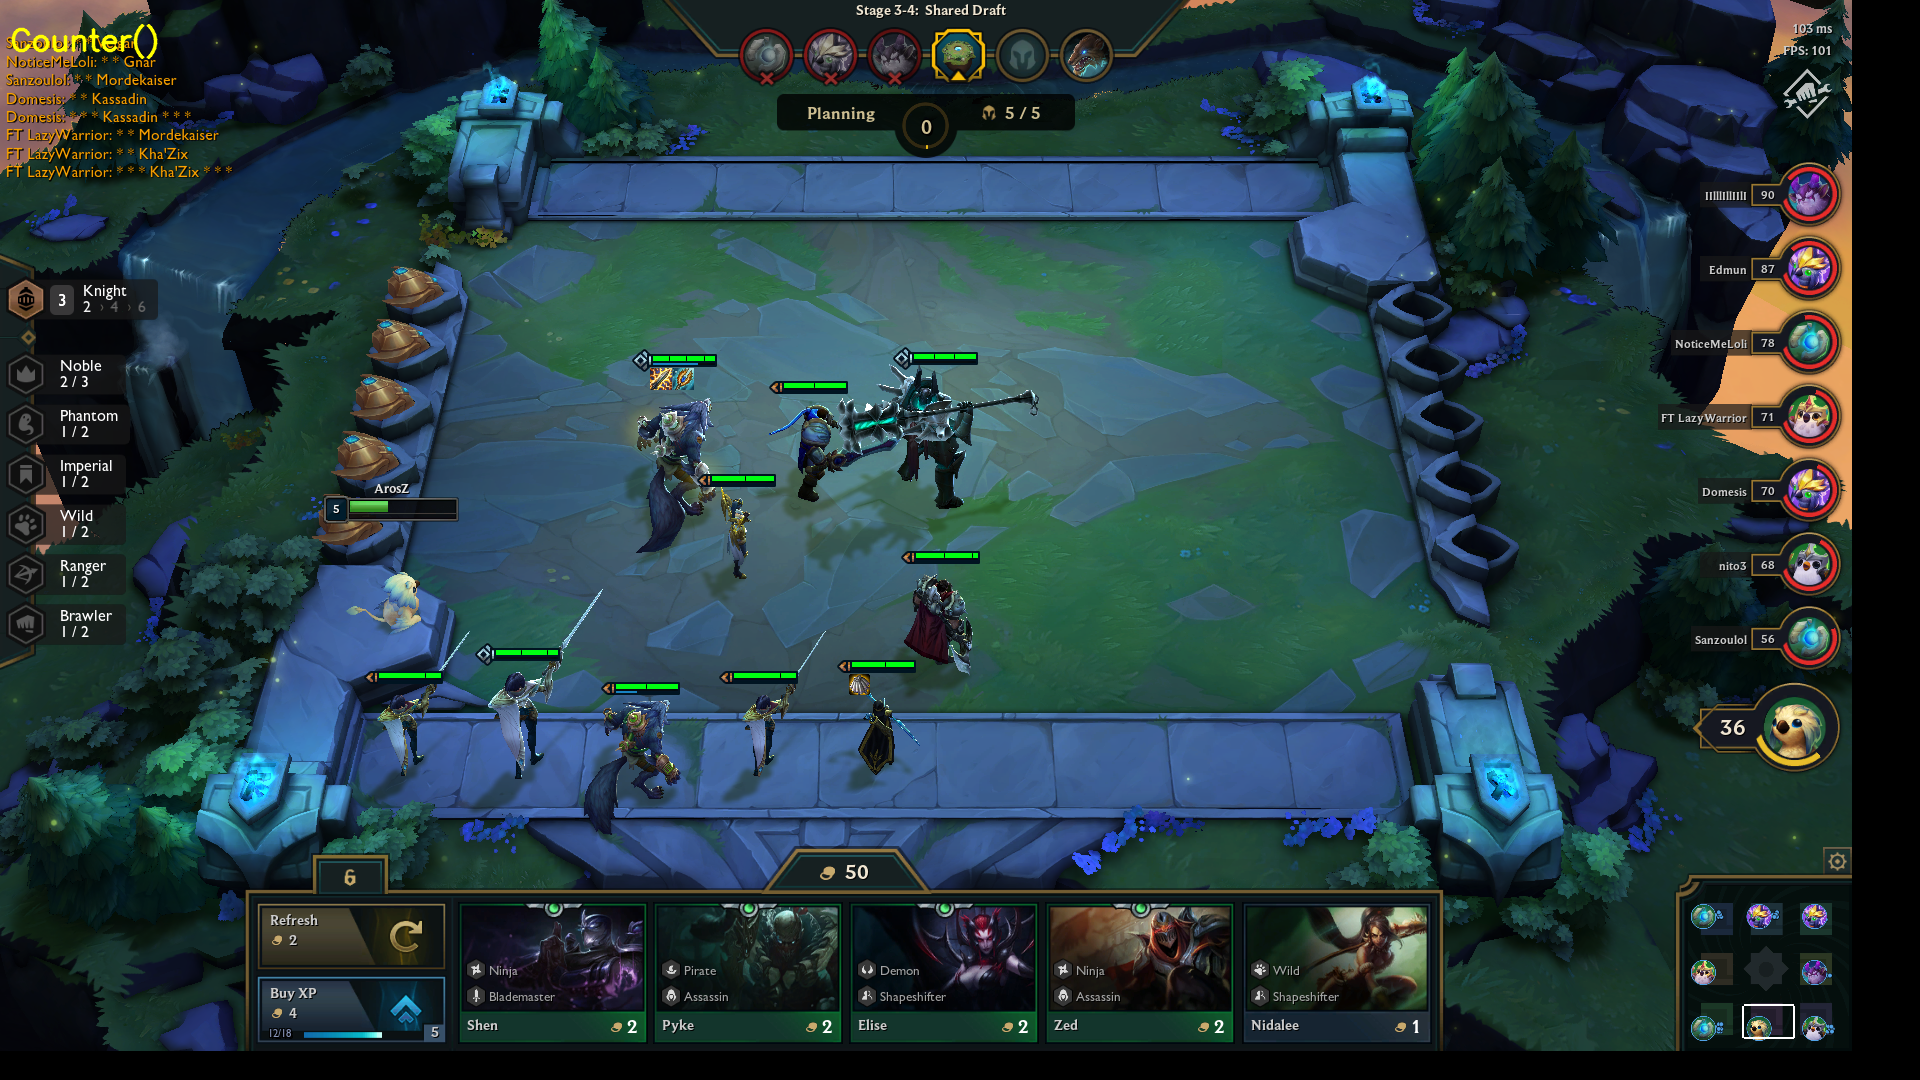 Stage 3-4: Shared Draft
Counter()
NoticeMeLoli: * * Gnar
Sanzoulol: * * Mordekaiser
Domesis: * * Kassadin
Domesis: * * * Kassadin * * *
FT LazyWarrior: * * Mordekaiser
FT LazyWarrior: * * Kha'Zix
FT LazyWarrior: * * * Kha'Zix * * *
103 ms
FPS: 101
Planning
0
5 / 5
3
Knight
2 › 4 › 6
Noble
2 / 3
Phantom
1 / 2
Imperial
1 / 2
Wild
1 / 2
Ranger
1 / 2
Brawler
1 / 2
ArosZ
5
90
Edmun 87
NoticeMeLoli 78
FT LazyWarrior 71
Domesis 70
nito3 68
Sanzoulol 56
36
6
50
Refresh
2
Buy XP
4
12/18
5
Ninja
Blademaster
Shen 2
Pirate
Assassin
Pyke 2
Demon
Shapeshifter
Elise 2
Ninja
Assassin
Zed 2
Wild
Shapeshifter
Nidalee 1